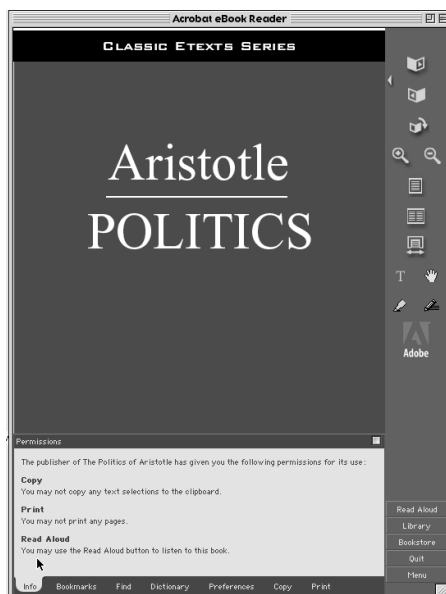 Acrobat eBook Reader
CLASSIC ETEXTS SERIES
Aristotle
POLITICS
T
Adobe
Permissions
The publisher of The Politics of Aristotle has given you the following permissions for its use:
Copy
You may not copy any text selections to the clipboard.
Print
You may not print any pages.
Read Aloud
You may use the Read Aloud button to listen to this book.
Read Aloud
Library
Bookstore
Quit
Menu
Info Bookmarks Find Dictionary Preferences Copy Print